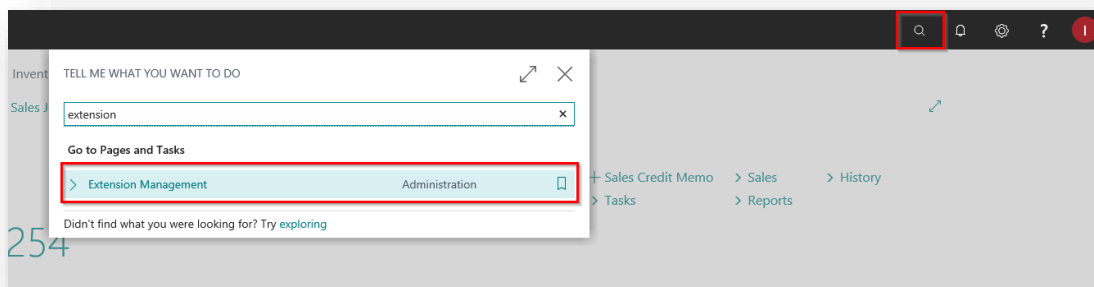 ?
I
Invent
TELL ME WHAT YOU WANT TO DO
Sales J
extension
Go to Pages and Tasks
Extension Management Administration
+ Sales Credit Memo > Sales > History
> Tasks > Reports
Didn't find what you were looking for? Try exploring
254